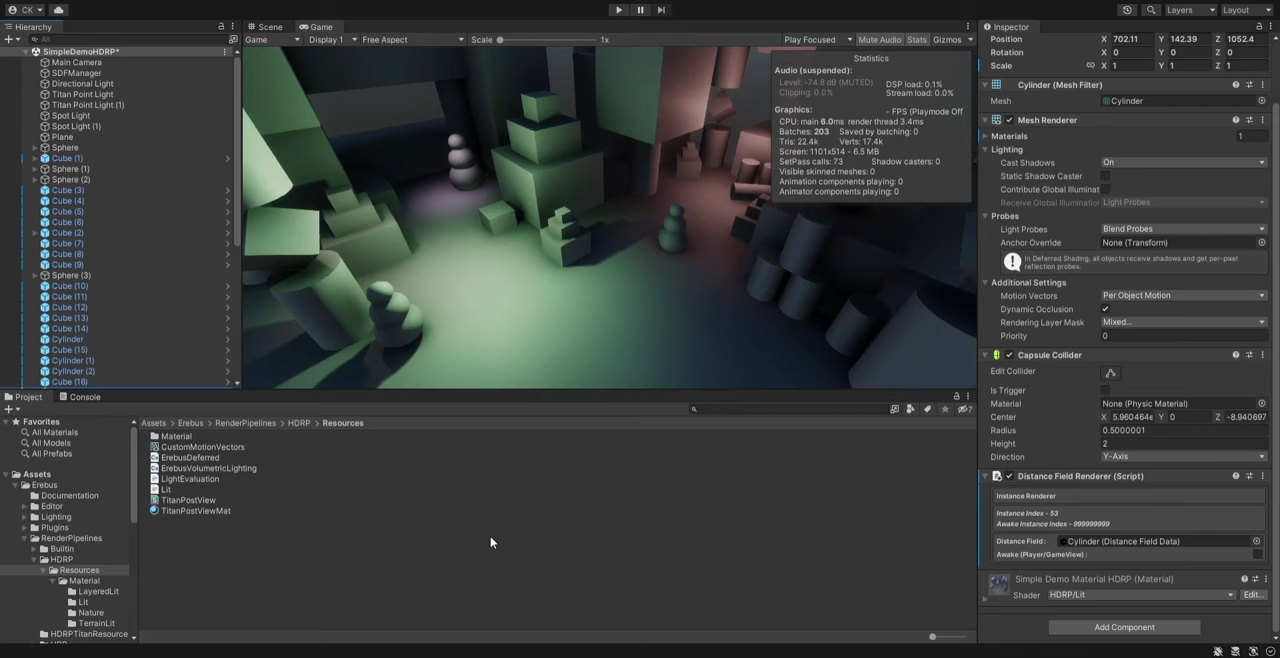 CK
Layers
Layout
Hierarchy
All
SimpleDemoHDRP*
Main Camera
SDFManager
Directional Light
Titan Point Light
Titan Point Light (1)
Spot Light
Spot Light (1)
Plane
Sphere
Cube (1)
Sphere (1)
Sphere (2)
Cube (3)
Cube (4)
Cube (5)
Cube (6)
Cube (2)
Cube (7)
Cube (8)
Cube (9)
Sphere (3)
Cube (10)
Cube (11)
Cube (12)
Cube (13)
Cube (14)
Cylinder
Cube (15)
Cylinder (1)
Cylinder (2)
Cube (16)
Scene
Game
Game
Display 1
Free Aspect
Scale
1x
Play Focused
Mute Audio
Stats
Gizmos
Statistics
Audio (suspended):
Level: -74.8 dB (MUTED)
DSP load: 0.1%
Clipping: 0.0%
Stream load: 0.0%
Graphics:
- FPS (Playmode Off
CPU: main 6.0ms render thread 3.4ms
Batches: 203 Saved by batching: 0
Tris: 22.4k Verts: 17.4k
Screen: 1101x514 - 6.5 MB
SetPass calls: 73 Shadow casters: 0
Visible skinned meshes: 0
Animation components playing: 0
Animator components playing: 0
Project
Console
7
Favorites
All Materials
All Models
All Prefabs
Assets
Erebus
Documentation
Editor
Lighting
Plugins
RenderPipelines
Builtin
HDRP
Resources
Material
LayeredLit
Lit
Nature
TerrainLit
HDRPTitanResource
Assets > Erebus > RenderPipelines > HDRP > Resources
Material
CustomMotionVectors
ErebusDeferred
ErebusVolumetricLighting
LightEvaluation
Lit
TitanPostView
TitanPostViewMat
Inspector
Position X 702.11 Y 142.39 Z 1052.4
Rotation X 0 Y 0 Z 0
Scale X 1 Y 1 Z 1
Cylinder (Mesh Filter)
Mesh Cylinder
Mesh Renderer
Materials 1
Lighting
Cast Shadows On
Static Shadow Caster
Contribute Global Illuminat
Receive Global Illumination Light Probes
Probes
Light Probes Blend Probes
Anchor Override None (Transform)
In Deferred Shading, all objects receive shadows and get per-pixel
reflection probes.
Additional Settings
Motion Vectors Per Object Motion
Dynamic Occlusion
Rendering Layer Mask Mixed...
Priority 0
Capsule Collider
Edit Collider
Is Trigger
Material None (Physic Material)
Center X 5.960464e Y 0 Z -8.940697
Radius 0.5000001
Height 2
Direction Y-Axis
Distance Field Renderer (Script)
Instance Renderer
Instance Index - 53
Awake Instance Index - 999999999
Distance Field : Cylinder (Distance Field Data)
Awake (Player/GameView) :
Simple Demo Material HDRP (Material)
Shader HDRP/Lit Edit...
Add Component